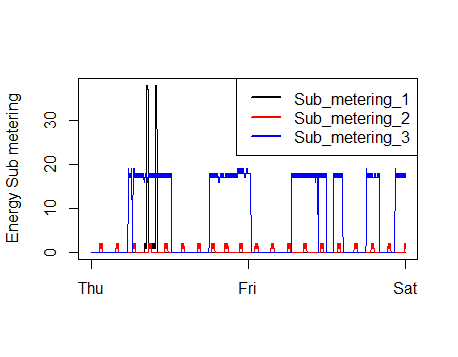 Sub_metering_1
Sub_metering_2
Sub_metering_3
Energy Sub metering
30
20
10
0
Thu
Fri
Sat